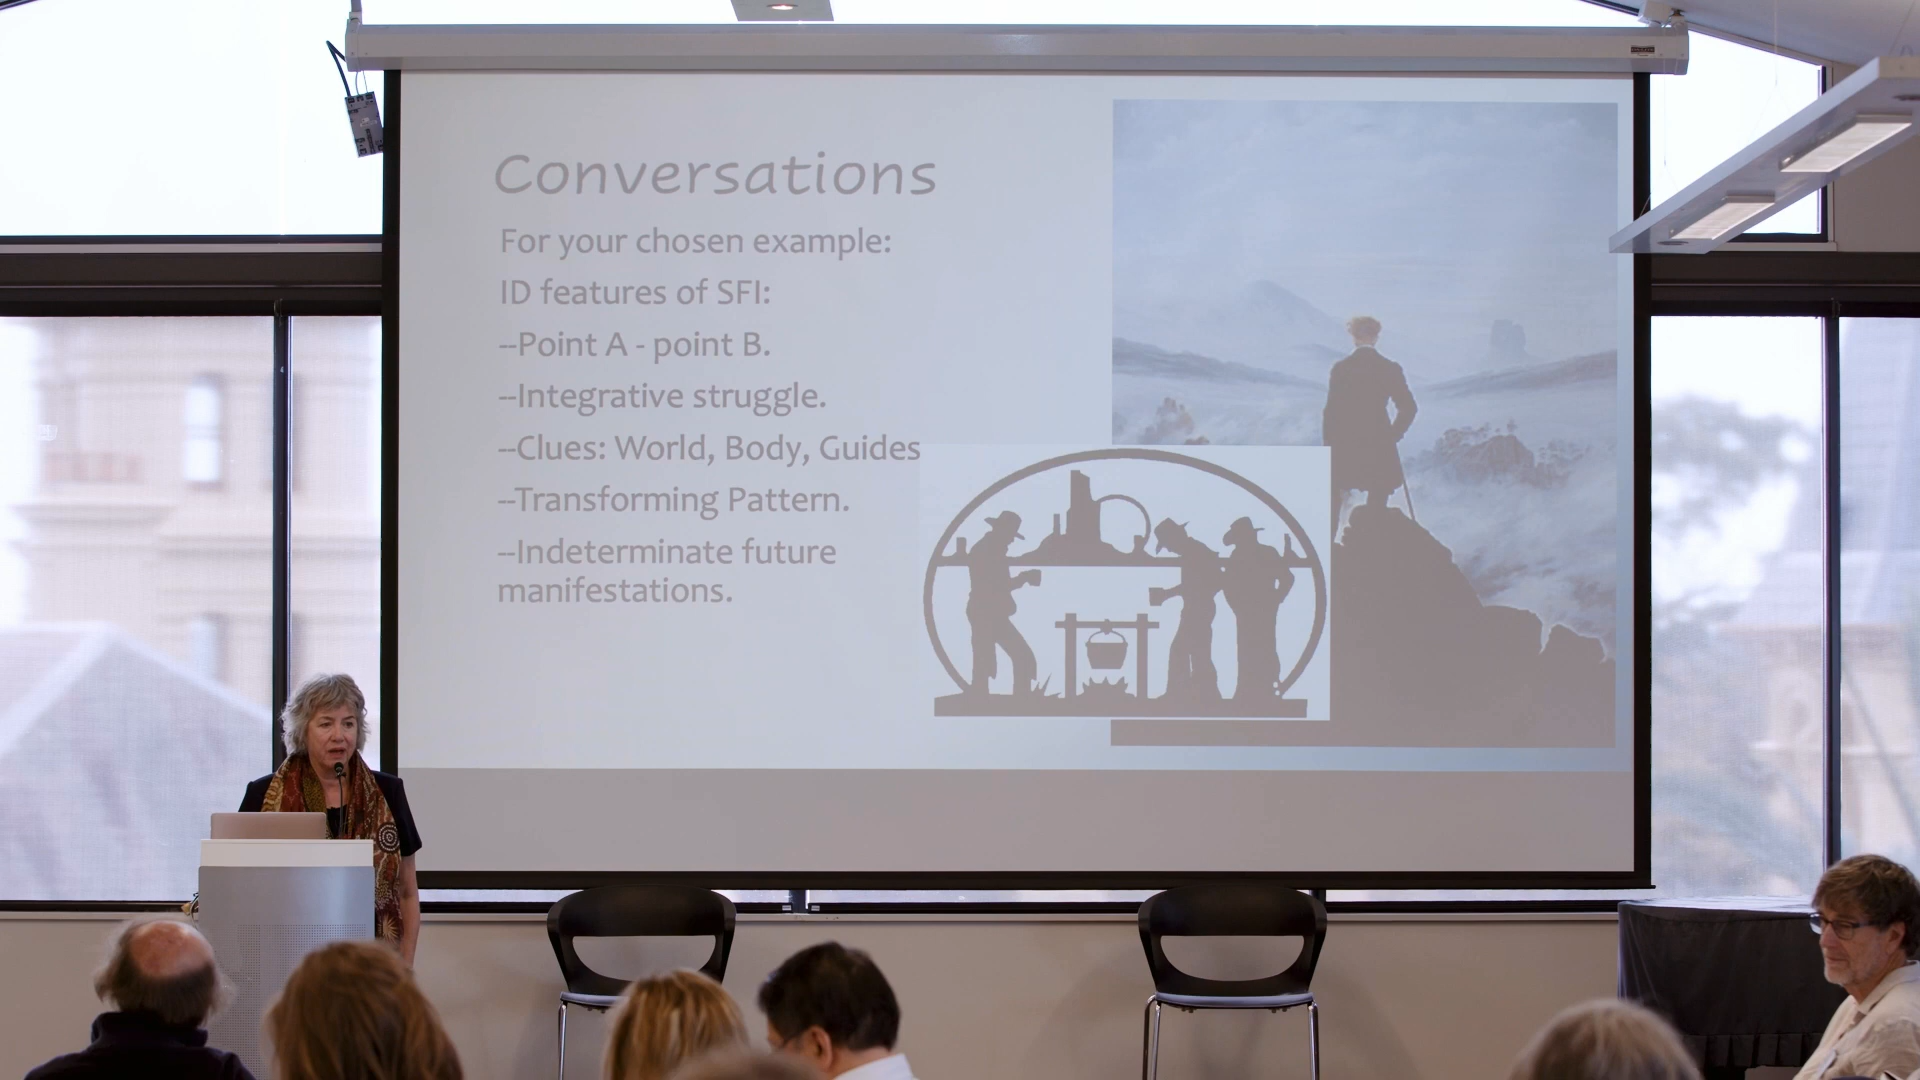 Conversations
For your chosen example:
ID features of SFI:
--Point A - point B.
--Integrative struggle.
--Clues: World, Body, Guides
--Transforming Pattern.
--Indeterminate future
manifestations.